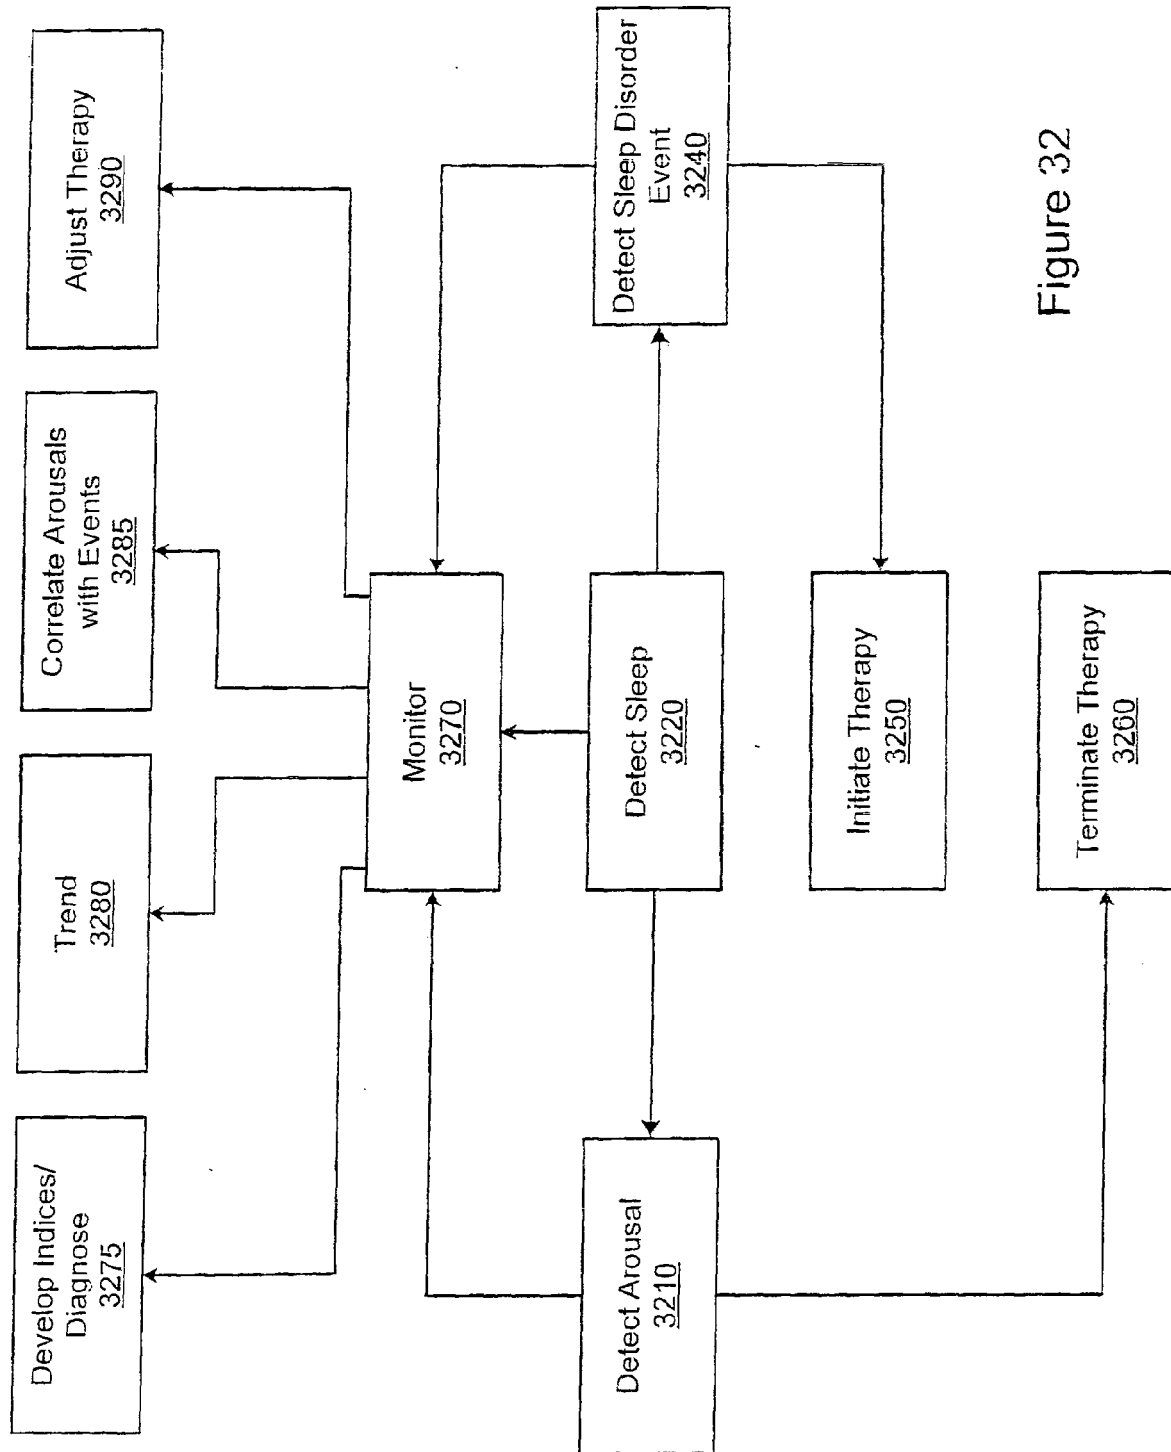 Develop Indices/
Diagnose
3275
Trend
3280
Correlate Arousals
with Events
3285
Adjust Therapy
3290
Monitor
3270
Detect Arousal
3210
Detect Sleep
3220
Detect Sleep Disorder
Event
3240
Initiate Therapy
3250
Terminate Therapy
3260
Figure 32